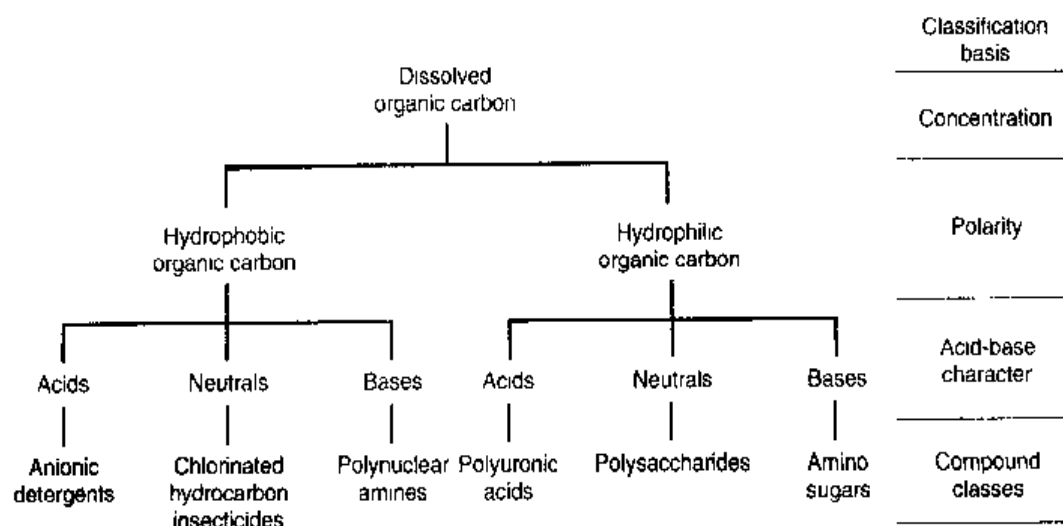 Classification
basis
Dissolved
organic carbon
Concentration
Hydrophobic
organic carbon
Hydrophilic
organic carbon
Polarity
Acids
Neutrals
Bases
Acids
Neutrals
Bases
Acid-base
character
Anionic
detergents
Chlorinated
hydrocarbon
insecticides
Polynuclear
amines
Polyuronic
acids
Polysaccharides
Amino
sugars
Compound
classes